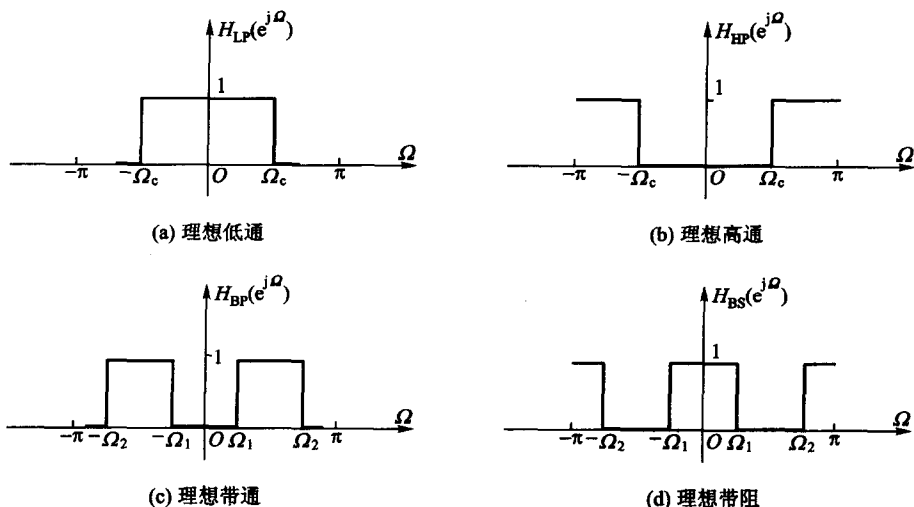 H_LP(e^jΩ)
1
-π -Ω_c O Ω_c π Ω
(a) 理想低通
H_HP(e^jΩ)
1
-π -Ω_c O Ω_c π Ω
(b) 理想高通
H_BP(e^jΩ)
1
-π -Ω_2 -Ω_1 O Ω_1 Ω_2 π Ω
(c) 理想带通
H_BS(e^jΩ)
1
-π -Ω_2 -Ω_1 O Ω_1 Ω_2 π Ω
(d) 理想带阻